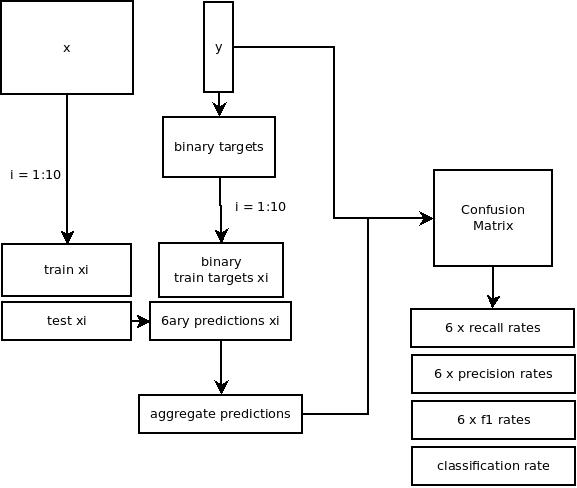 x
y
binary targets
i = 1:10
i = 1:10
Confusion
Matrix
train xi
binary
train targets xi
test xi
6ary predictions xi
6 x recall rates
6 x precision rates
aggregate predictions
6 x f1 rates
classification rate